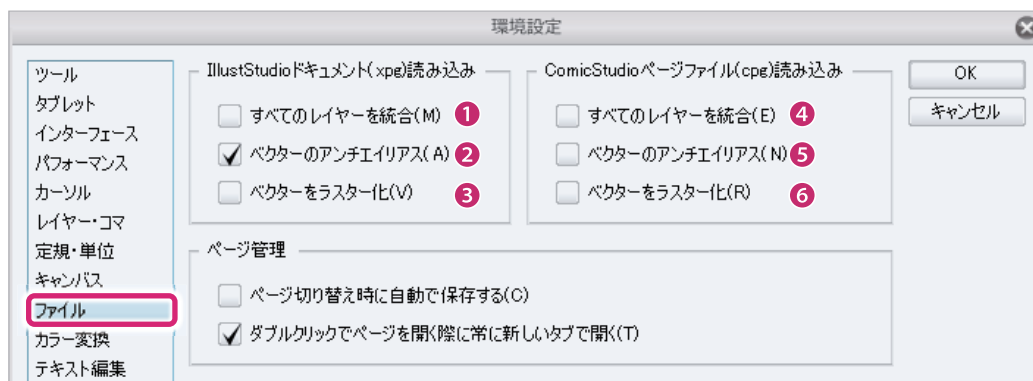 環境設定
ツール
タブレット
インターフェース
パフォーマンス
カーソル
レイヤー・コマ
定規・単位
キャンバス
ファイル
カラー変換
テキスト編集
IllustStudioドキュメント(xpg)読み込み
すべてのレイヤーを統合(M) 1
ベクターのアンチエイリアス(A) 2
ベクターをラスター化(V) 3
ComicStudioページファイル(cpg)読み込み
すべてのレイヤーを統合(E) 4
ベクターのアンチエイリアス(N) 5
ベクターをラスター化(R) 6
ページ管理
ページ切り替え時に自動で保存する(C)
ダブルクリックでページを開く際に常に新しいタブで開く(T)
OK
キャンセル